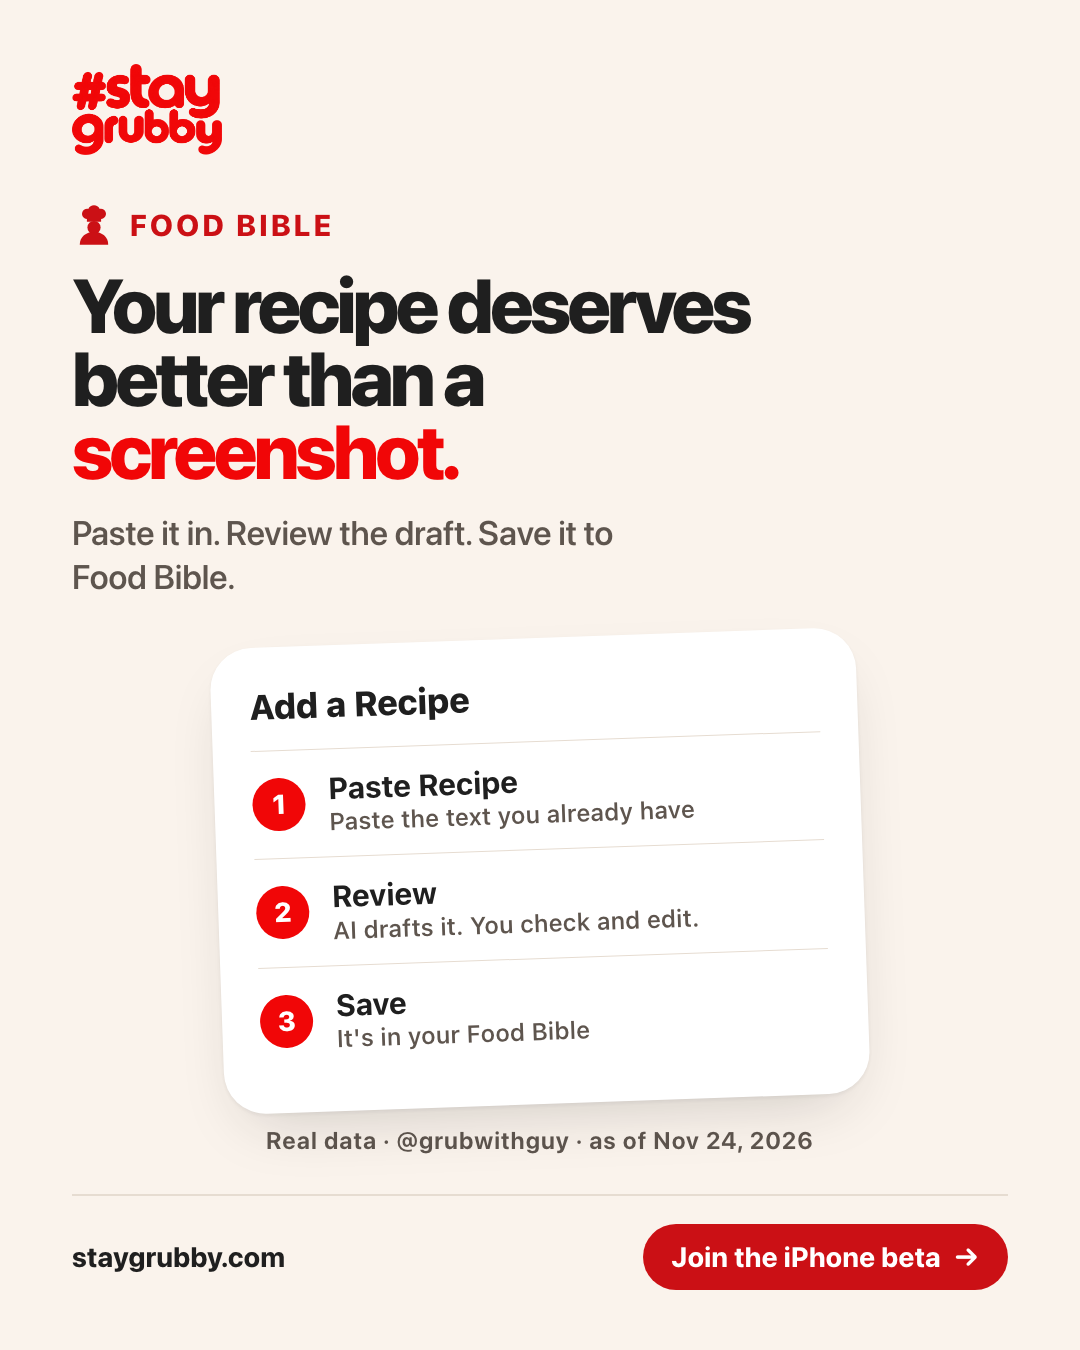 #stay
grubby
FOOD BIBLE
Your recipe deserves
better than a
screenshot.
Paste it in. Review the draft. Save it to
Food Bible.
Add a Recipe
1
Paste Recipe
Paste the text you already have
2
Review
AI drafts it. You check and edit.
3
Save
It's in your Food Bible
Real data · @grubwithguy · as of Nov 24, 2026
staygrubby.com
Join the iPhone beta →